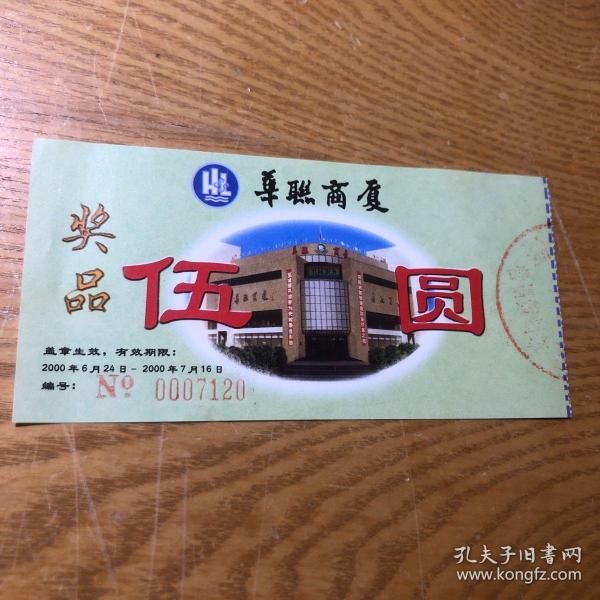 HL 華聯商厦
奖品
伍圆
盖章生效，有效期限：
2000年6月24日－2000年7月16日
编号：Nº 0007120
孔夫子旧书网
www.kongfz.com